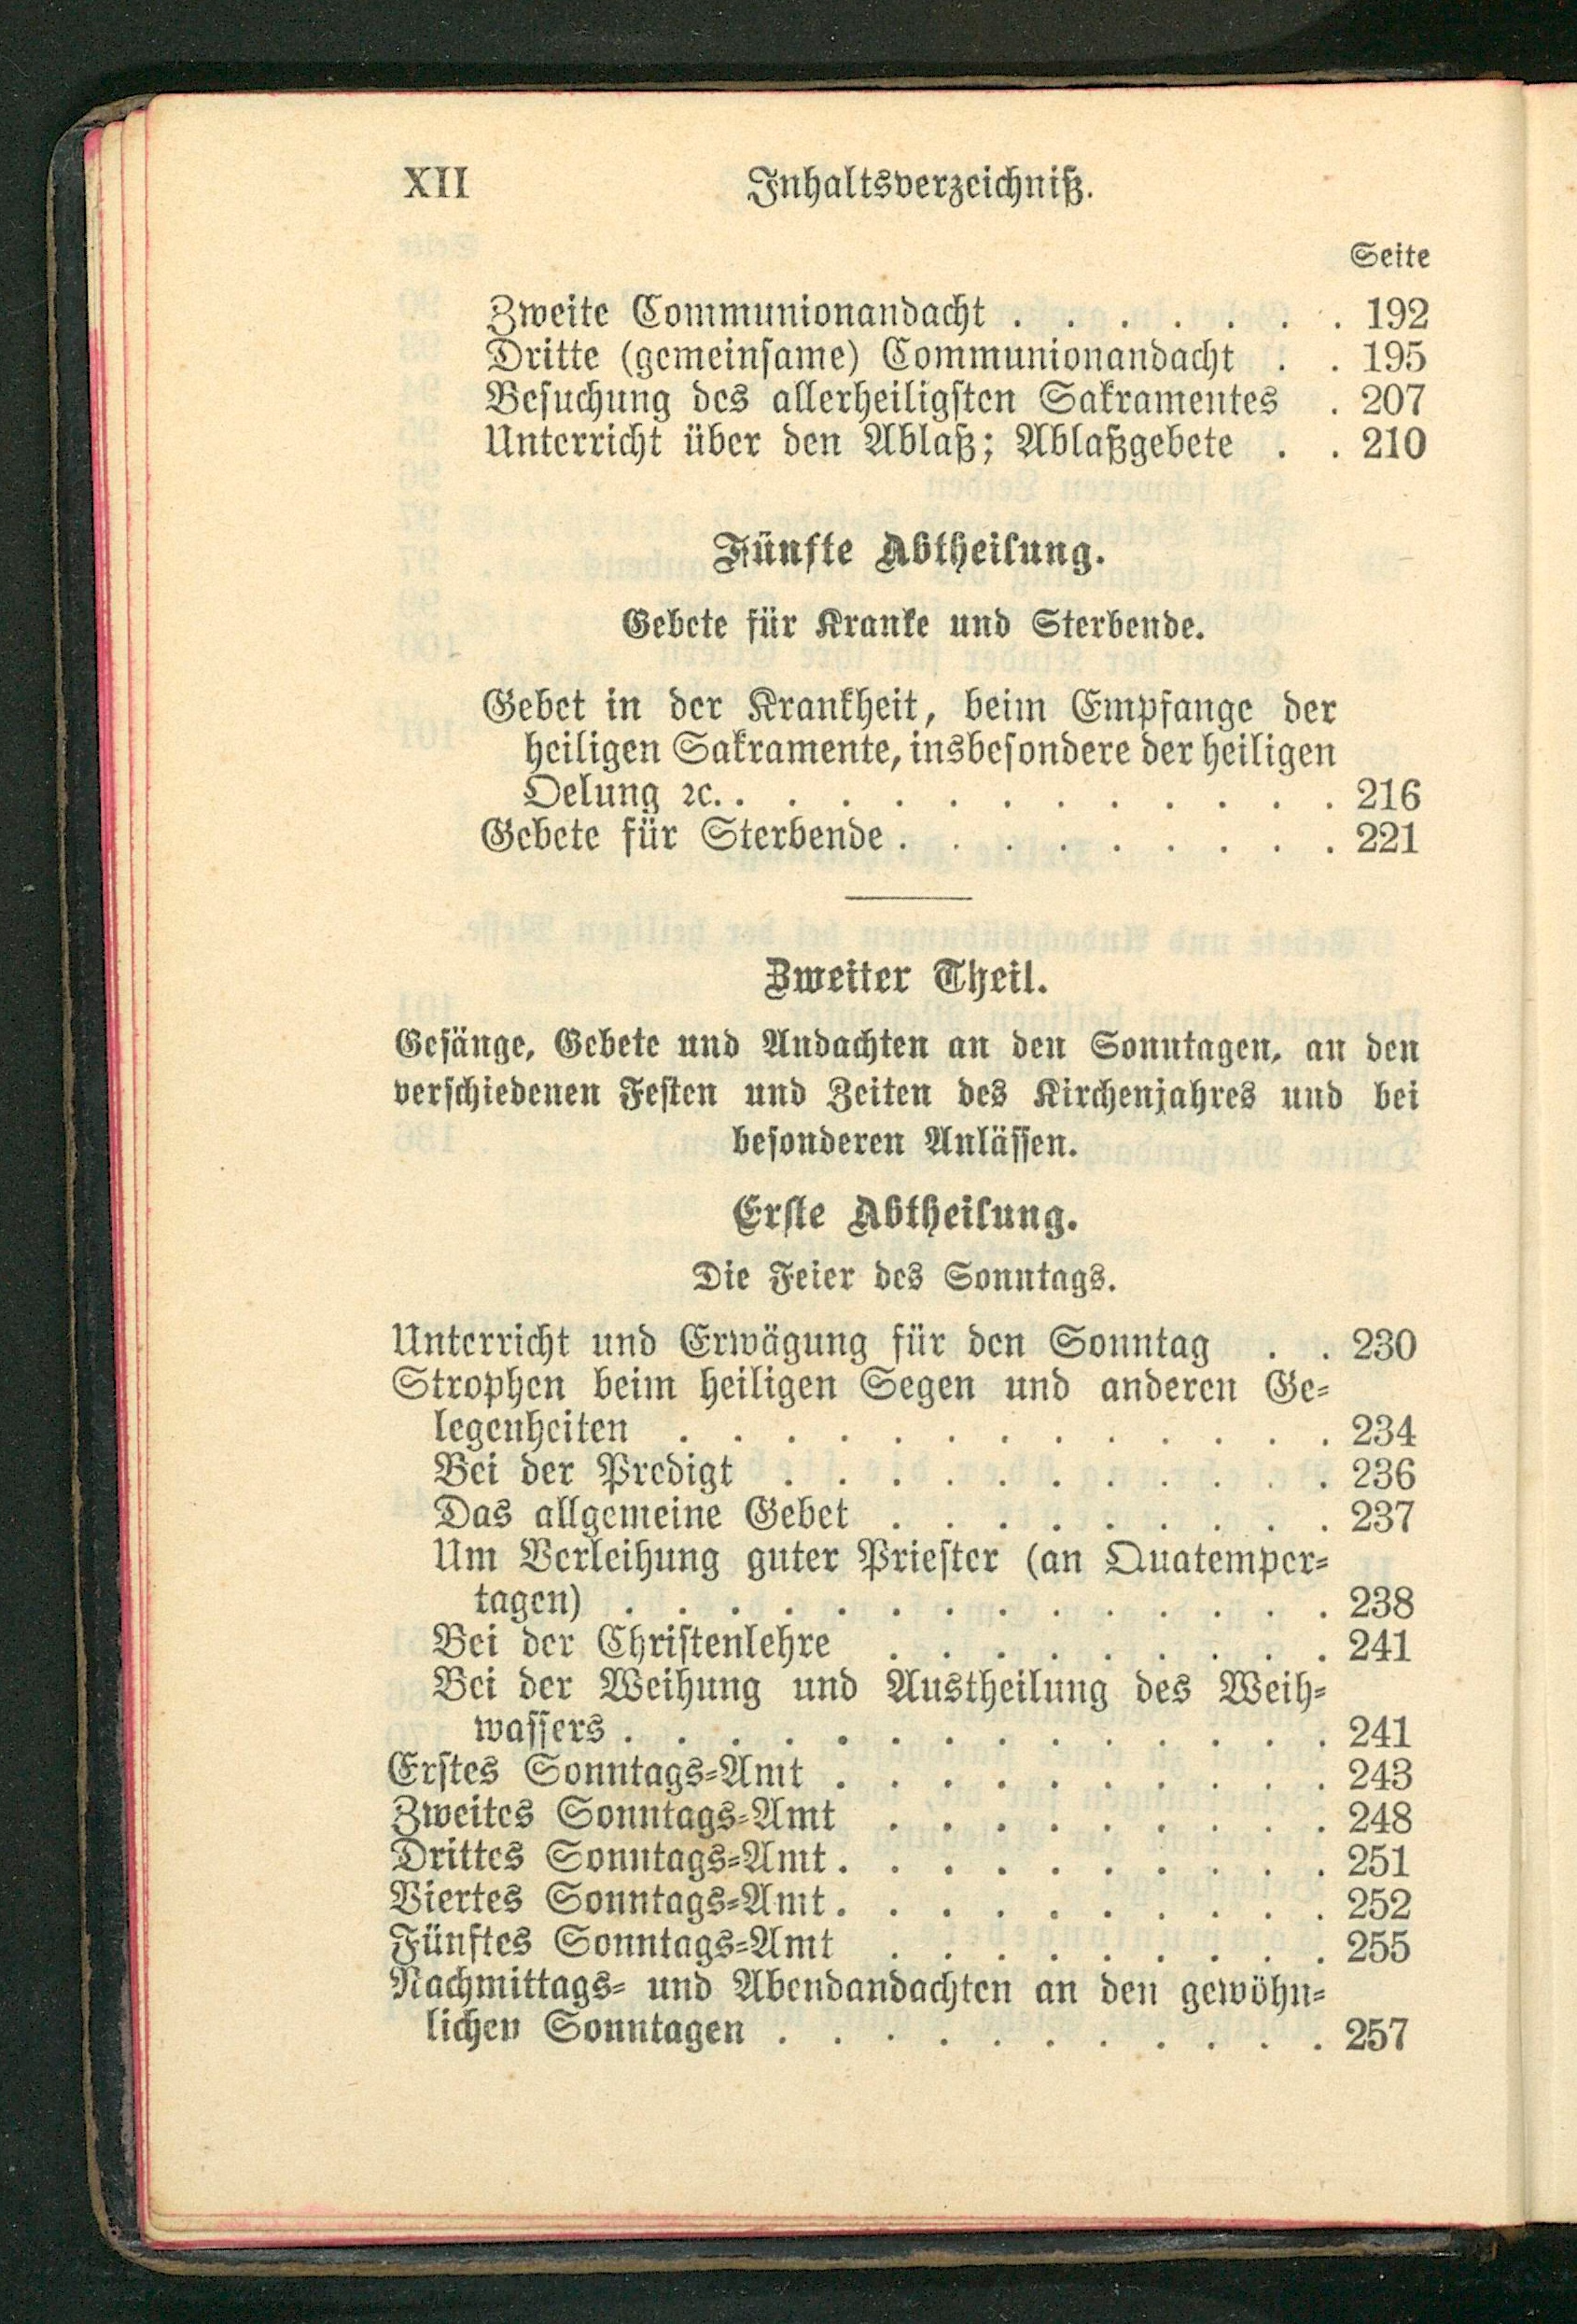 XII Inhaltsverzeichniß.
Seite
Zweite Communionandacht . . . . . . . 192
Dritte (gemeinsame) Communionandacht . . 195
Besuchung des allerheiligsten Sakramentes . 207
Unterricht über den Ablaß; Ablaßgebete . . 210
Fünfte Abtheilung.
Gebete für Kranke und Sterbende.
Gebet in der Krankheit, beim Empfange der
heiligen Sakramente, insbesondere der heiligen
Oelung ꝛc. . . . . . . . . . . . . 216
Gebete für Sterbende . . . . . . . . . 221
Zweiter Theil.
Gesänge, Gebete und Andachten an den Sonntagen, an den
verschiedenen Festen und Zeiten des Kirchenjahres und bei
besonderen Anlässen.
Erste Abtheilung.
Die Feier des Sonntags.
Unterricht und Erwägung für den Sonntag . . 230
Strophen beim heiligen Segen und anderen Ge-
legenheiten . . . . . . . . . . . . . 234
Bei der Predigt . . . . . . . . . . . 236
Das allgemeine Gebet . . . . . . . . . 237
Um Verleihung guter Priester (an Quatemper-
tagen) . . . . . . . . . . . . . . 238
Bei der Christenlehre . . . . . . . . . 241
Bei der Weihung und Austheilung des Weih-
wassers . . . . . . . . . . . . . . 241
Erstes Sonntags-Amt . . . . . . . . . . 243
Zweites Sonntags-Amt . . . . . . . . . 248
Drittes Sonntags-Amt . . . . . . . . . . 251
Viertes Sonntags-Amt . . . . . . . . . . 252
Fünftes Sonntags-Amt . . . . . . . . . 255
Nachmittags- und Abendandachten an den gewöhn-
lichen Sonntagen . . . . . . . . . . . 257